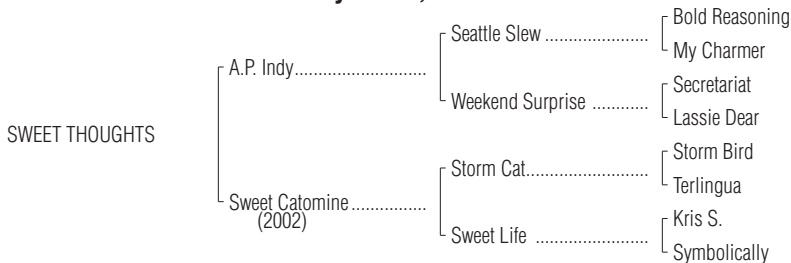 Bold Reasoning
Seattle Slew ........................
My Charmer
A.P. Indy..............................
Secretariat
Weekend Surprise .............
Lassie Dear
SWEET THOUGHTS
Storm Bird
Storm Cat............................
Terlingua
Sweet Catomine .................
(2002)
Kris S.
Sweet Life ..........................
Symbolically